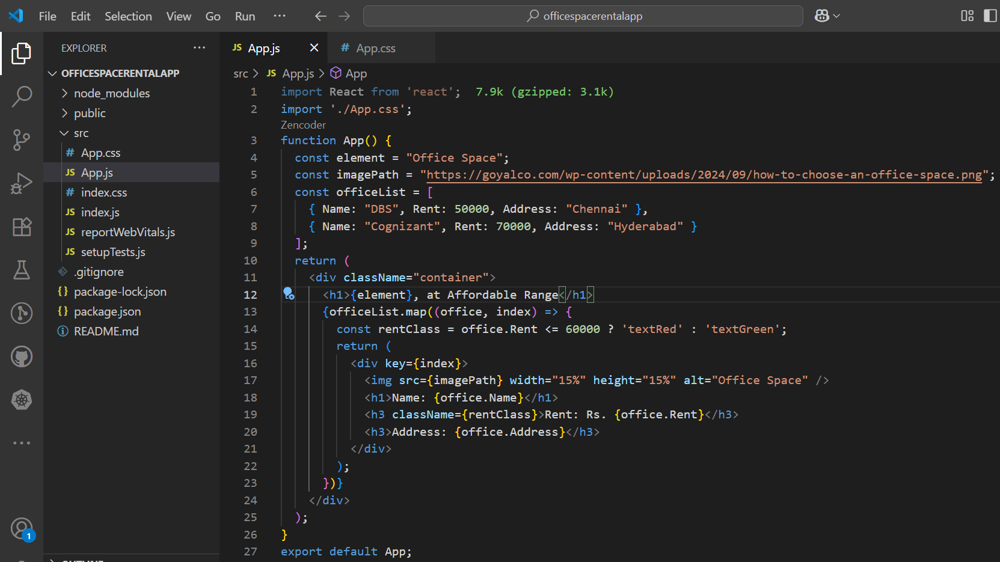 File Edit Selection View Go Run ··· officespacerentalapp
EXPLORER ···
OFFICESPACERENTALAPP
node_modules
public
src
# App.css
JS App.js
# index.css
JS index.js
JS reportWebVitals.js
JS setupTests.js
.gitignore
{} package-lock.json
{} package.json
README.md
1
JS App.js
# App.css
src > JS App.js > App
1 import React from 'react'; 7.9k (gzipped: 3.1k)
2 import './App.css';
Zencoder
3 function App() {
4 const element = "Office Space";
5 const imagePath = "https://goyalco.com/wp-content/uploads/2024/09/how-to-choose-an-office-space.png";
6 const officeList = [
7 { Name: "DBS", Rent: 50000, Address: "Chennai" },
8 { Name: "Cognizant", Rent: 70000, Address: "Hyderabad" }
9 ];
10 return (
11 <div className="container">
12 <h1>{element}, at Affordable Range</h1>
13 {officeList.map((office, index) => {
14 const rentClass = office.Rent <= 60000 ? 'textRed' : 'textGreen';
15 return (
16 <div key={index}>
17 <img src={imagePath} width="15%" height="15%" alt="Office Space" />
18 <h1>Name: {office.Name}</h1>
19 <h3 className={rentClass}>Rent: Rs. {office.Rent}</h3>
20 <h3>Address: {office.Address}</h3>
21 </div>
22 );
23 })}
24 </div>
25 );
26 }
27 export default App;